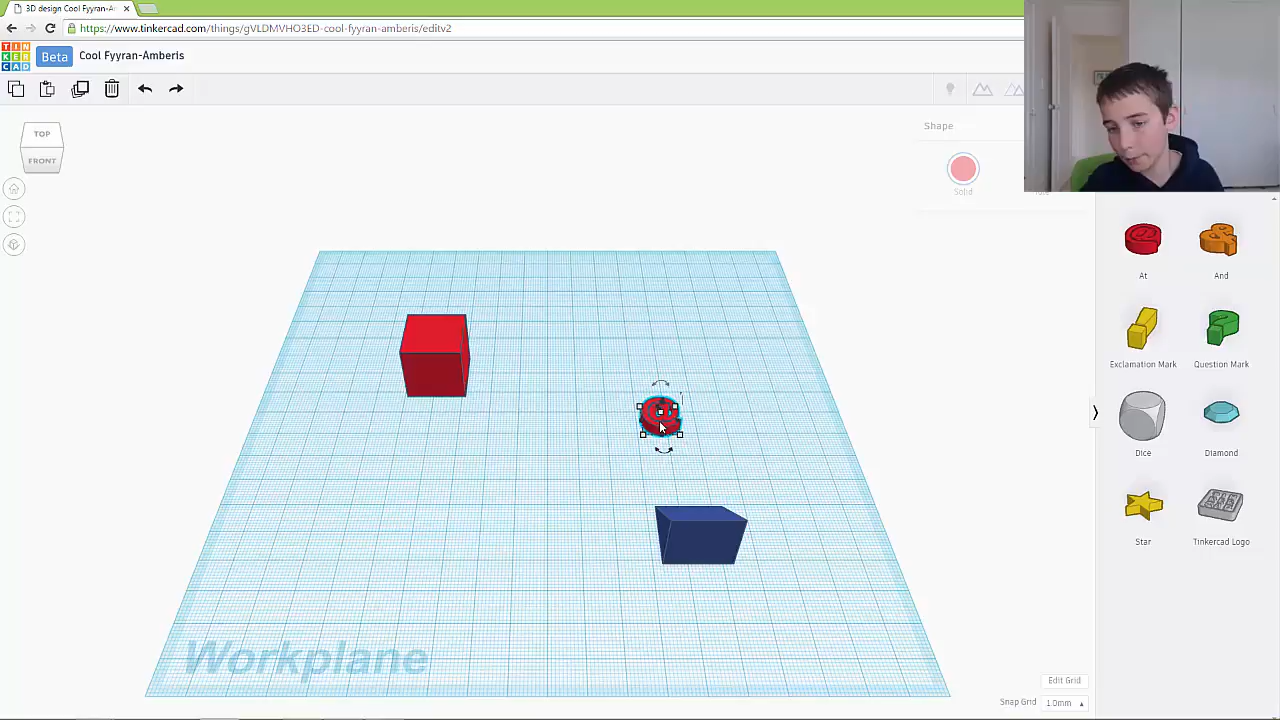 3D design Cool Fyyran-A
https://www.tinkercad.com/things/gVLDMVHO3ED-cool-fyyran-amberis/editv2
TIN
KER
CAD
Beta
Cool Fyyran-Amberis
TOP
FRONT
Shape
Solid
At
And
Exclamation Mark
Question Mark
Dice
Diamond
Star
Tinkercad Logo
Workplane
Edit Grid
Snap Grid
1.0mm